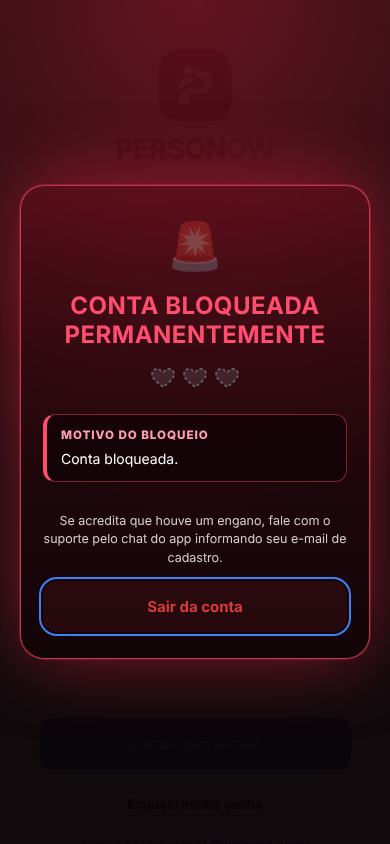 PERSONOW
CONTA BLOQUEADA
PERMANENTEMENTE
MOTIVO DO BLOQUEIO
Conta bloqueada.
Se acredita que houve um engano, fale com o
suporte pelo chat do app informando seu e-mail de
cadastro.
Sair da conta
Entrar com e-mail
Esqueci minha senha